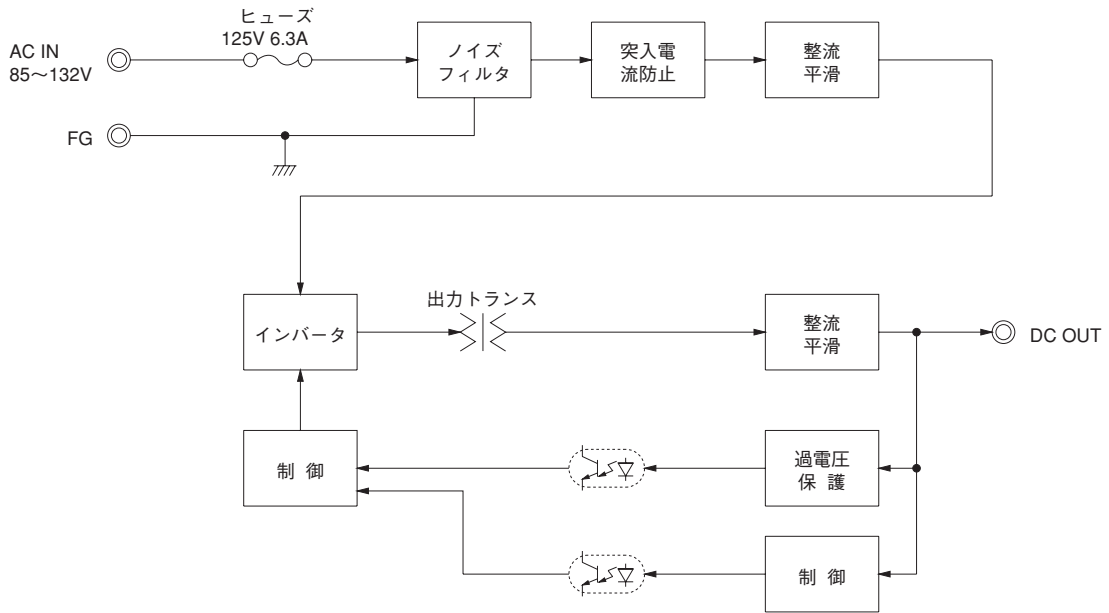 ヒューズ
125V 6.3A
AC IN
85～132V
ノイズ
フィルタ
突入電
流防止
整流
平滑
FG
インバータ
出力トランス
整流
平滑
DC OUT
制 御
過電圧
保 護
制 御